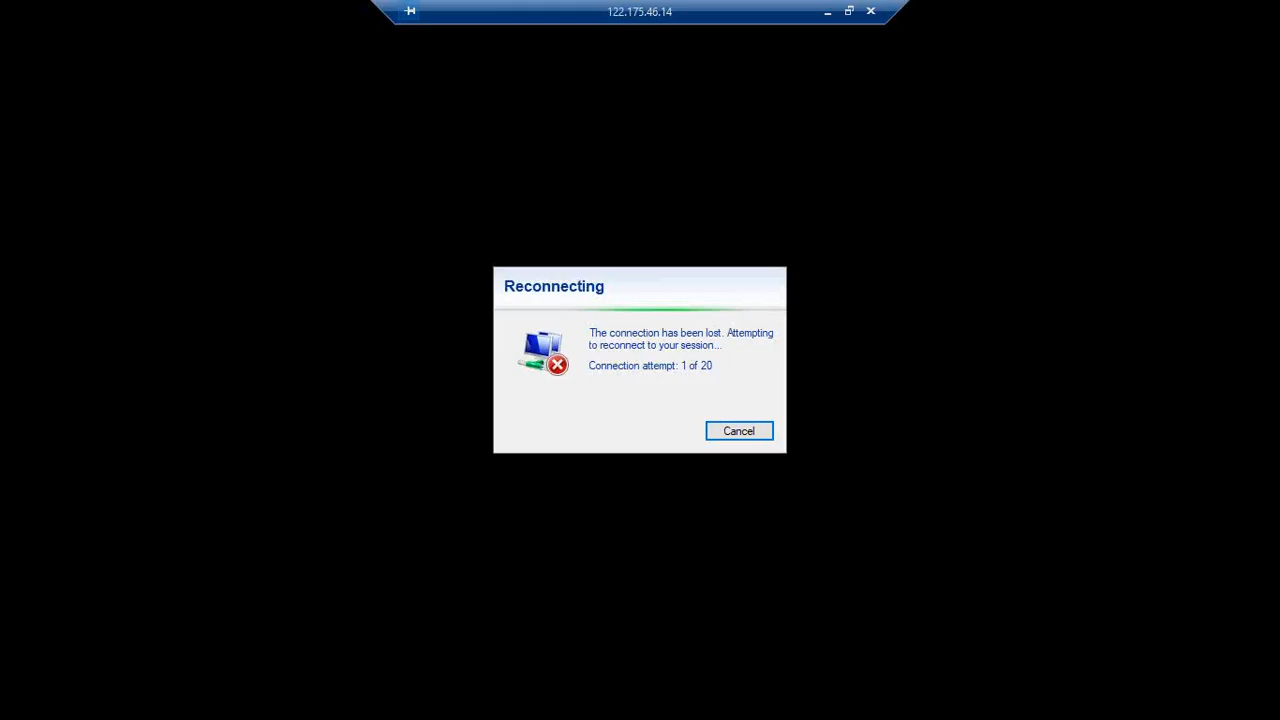 122.175.46.14
Reconnecting
The connection has been lost. Attempting
to reconnect to your session...
Connection attempt: 1 of 20
Cancel